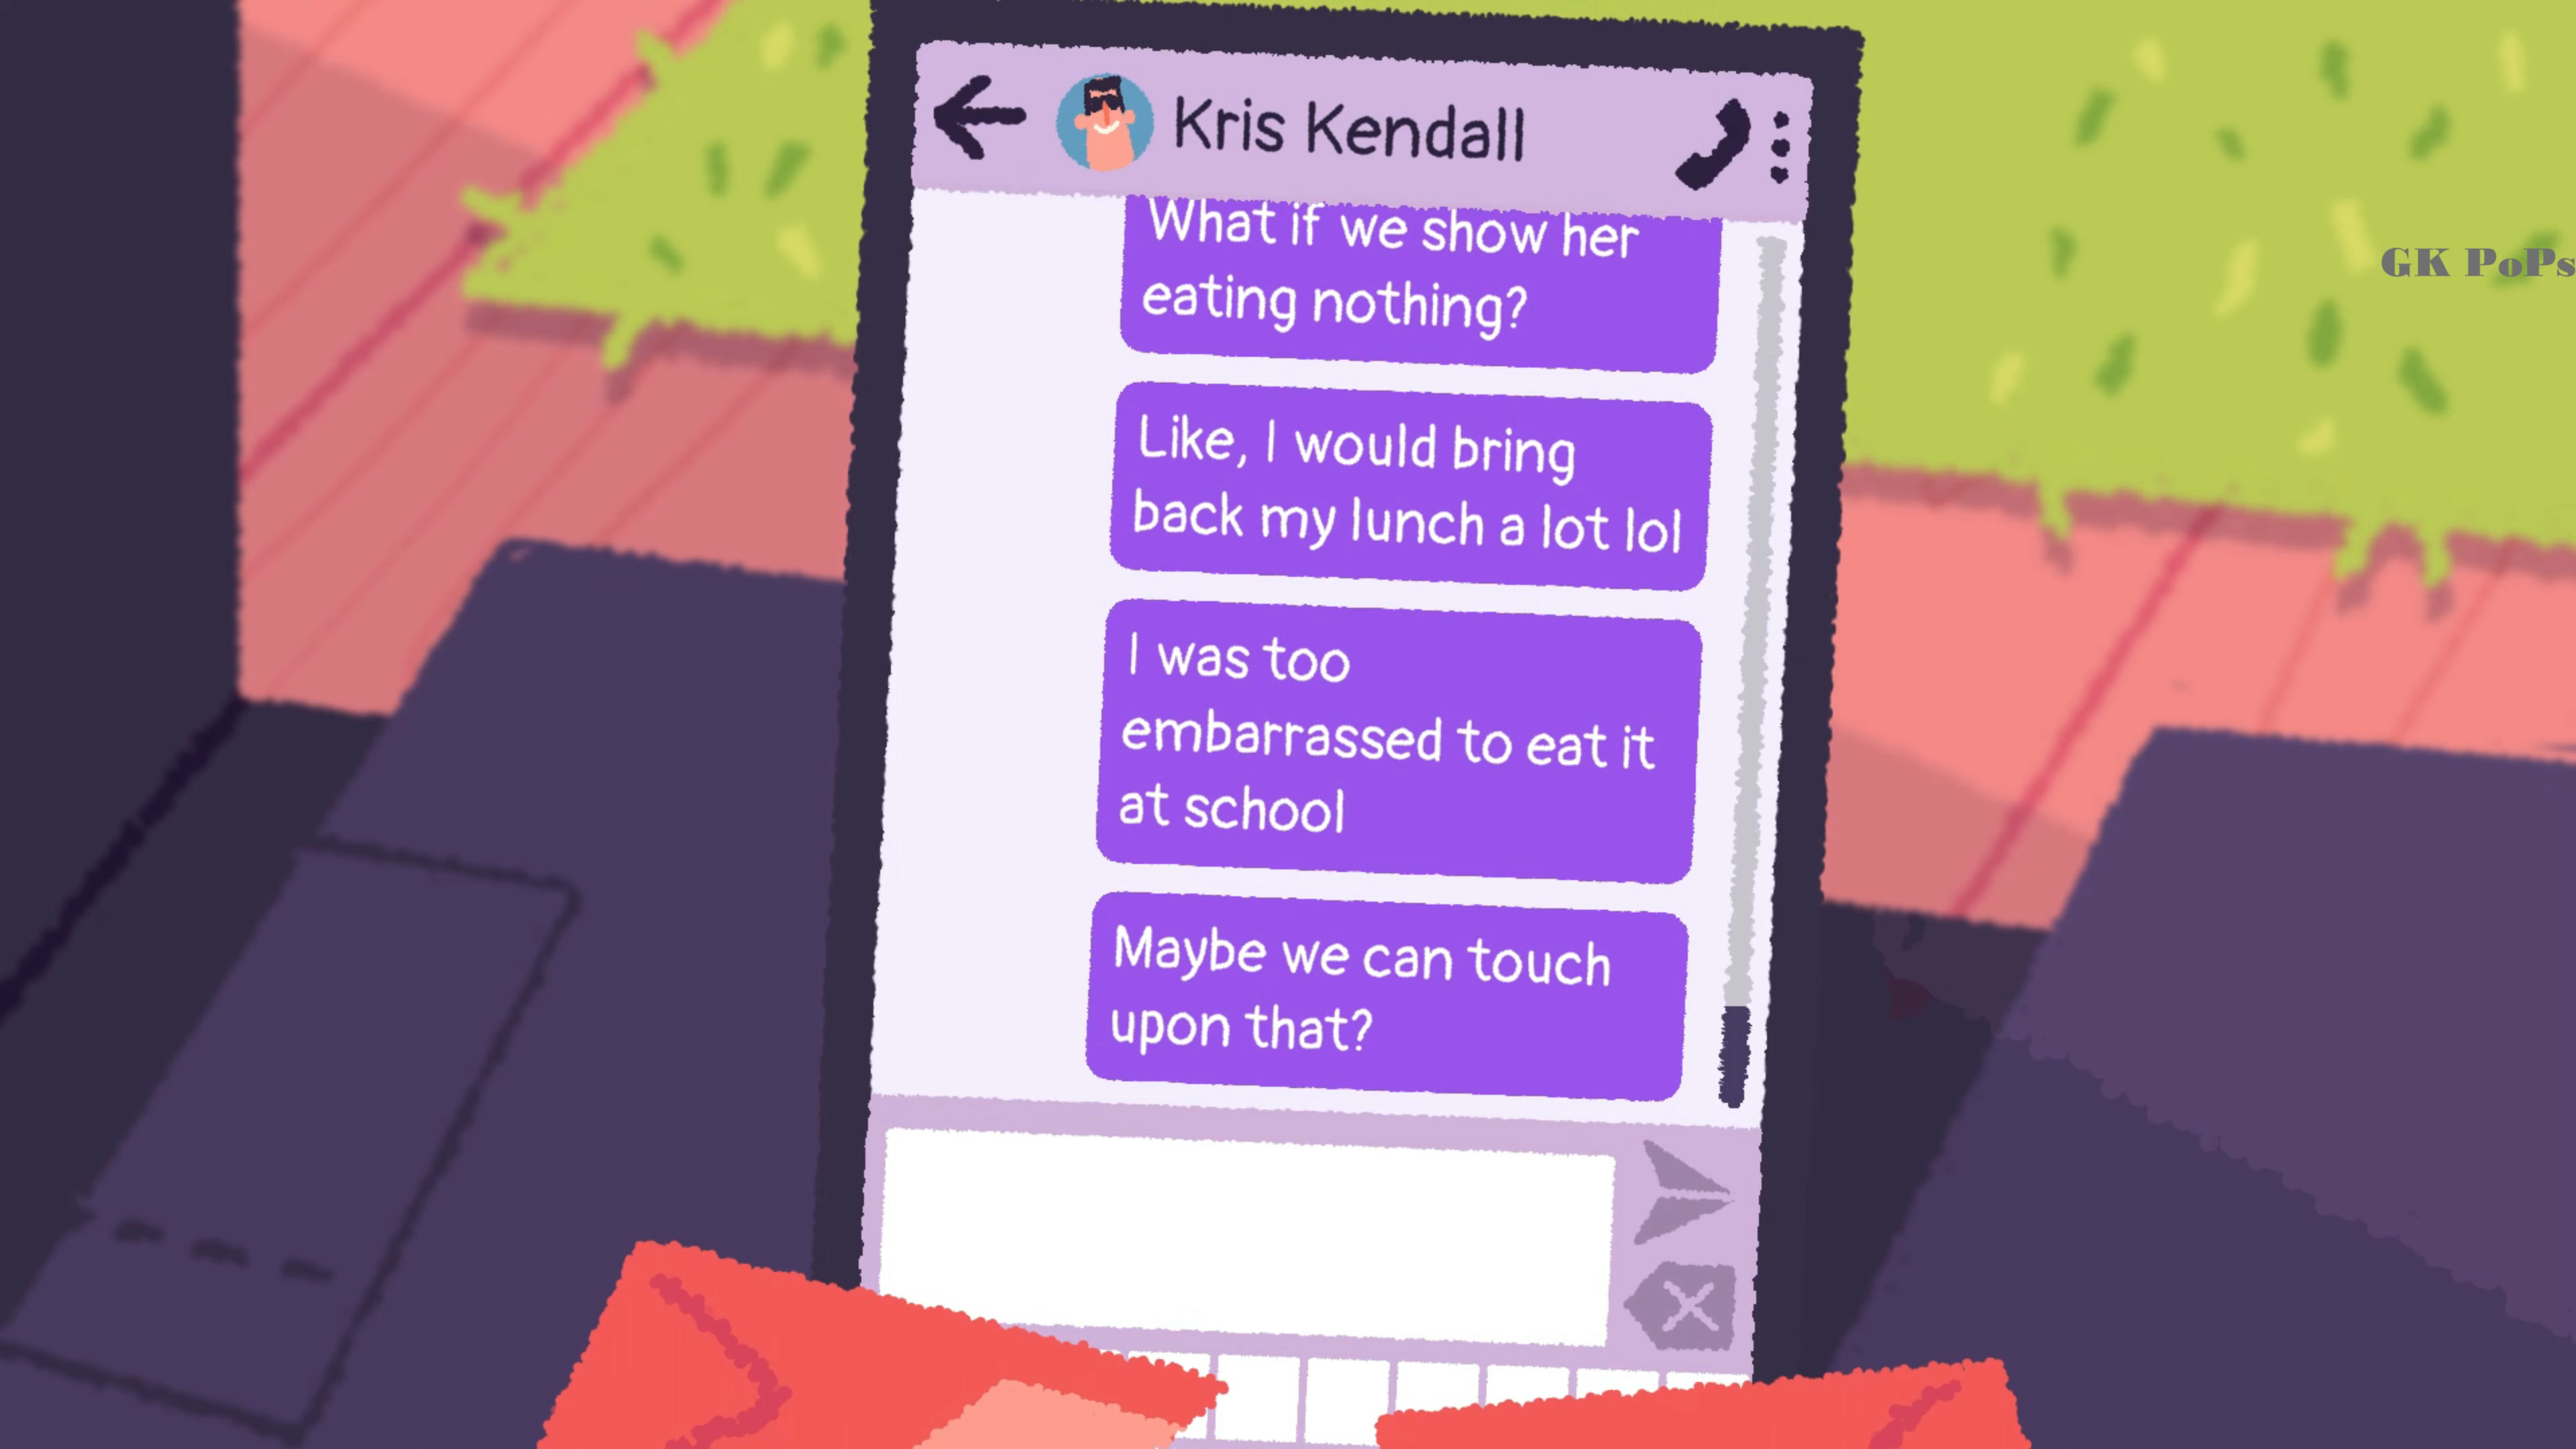 Kris Kendall
What if we show her
eating nothing?
Like, I would bring
back my lunch a lot lol
I was too
embarrassed to eat it
at school
Maybe we can touch
upon that?
GK PoPs